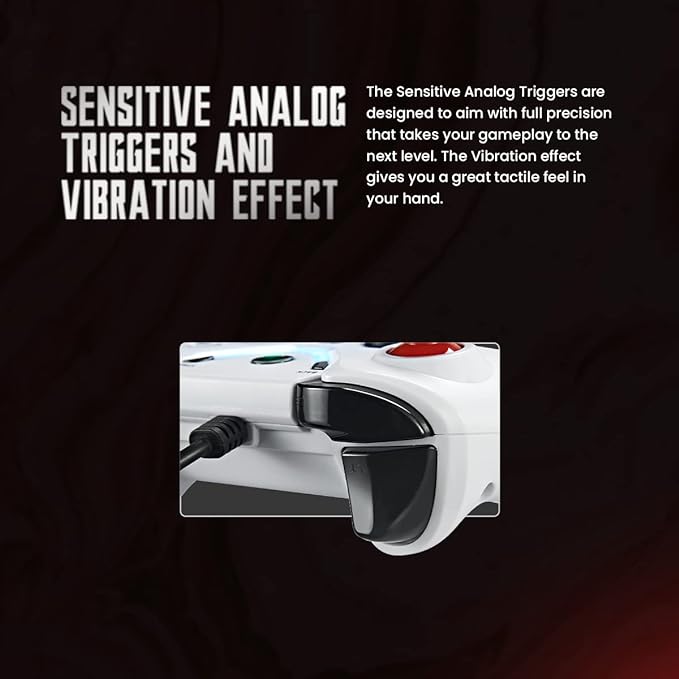 SENSITIVE ANALOG
TRIGGERS AND
VIBRATION EFFECT
The Sensitive Analog Triggers are
designed to aim with full precision
that takes your gameplay to the
next level. The Vibration effect
gives you a great tactile feel in
your hand.